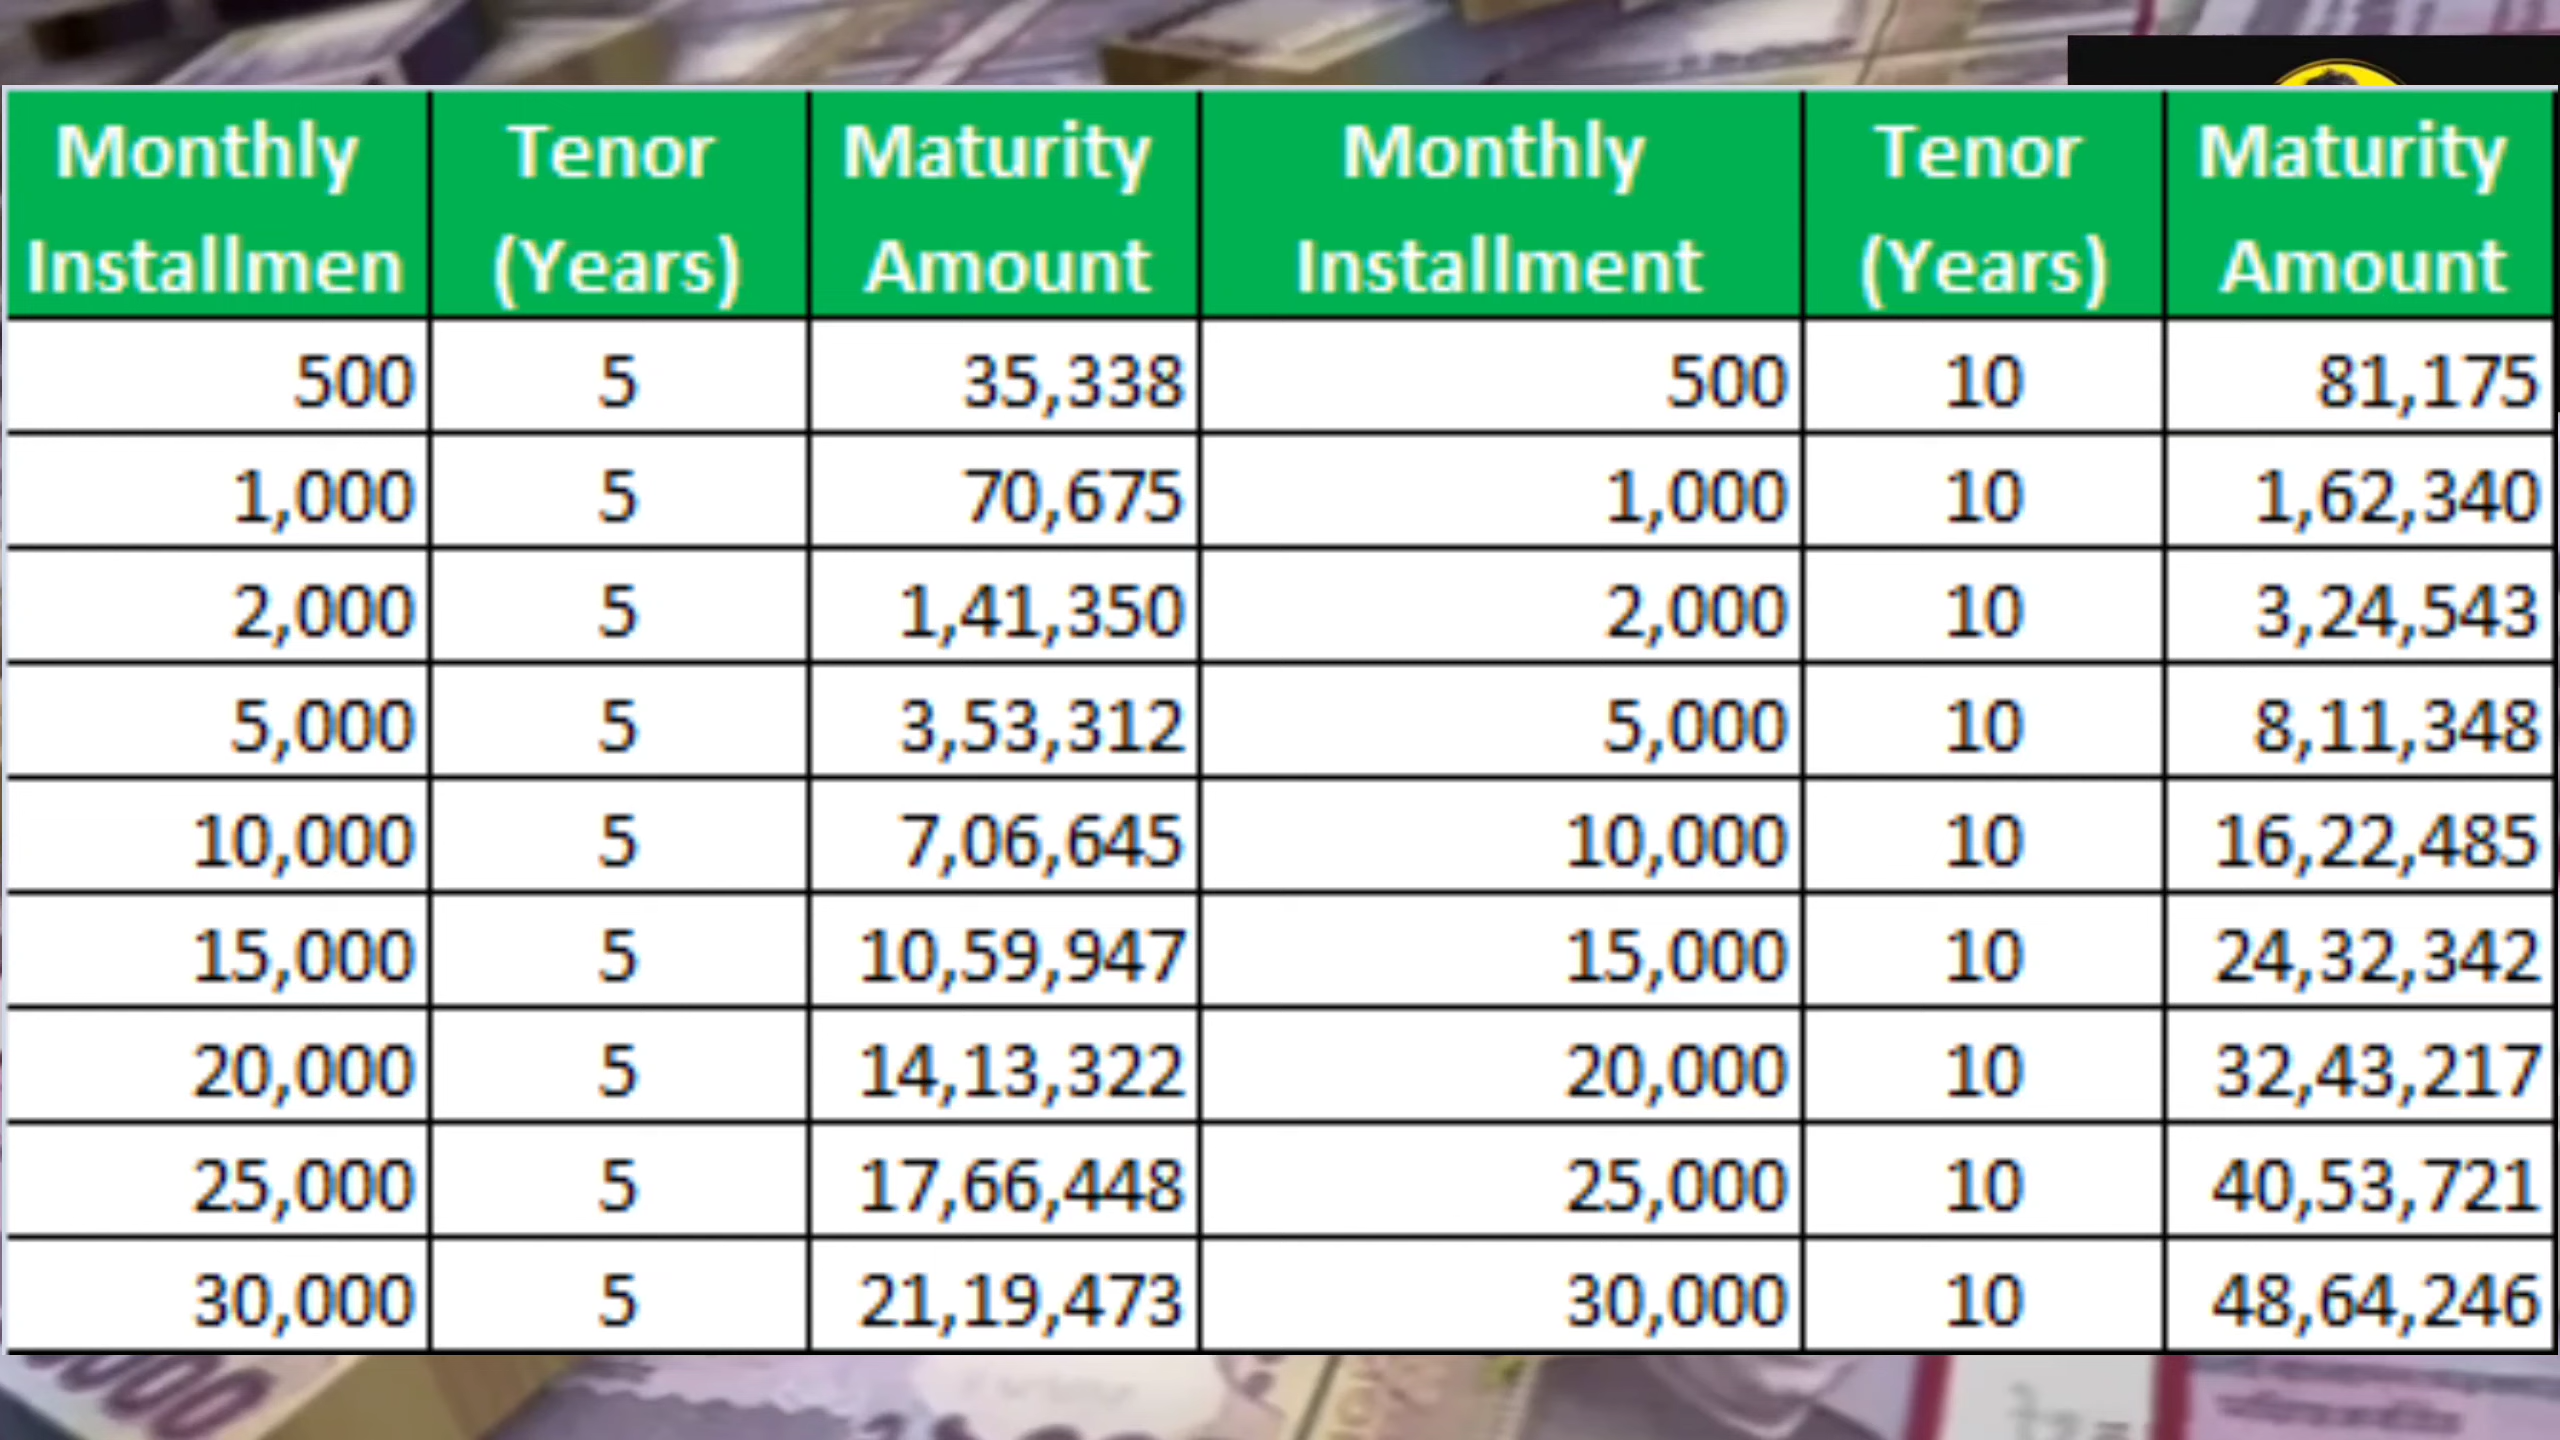 Monthly Installmen Tenor (Years) Maturity Amount Monthly Installment Tenor (Years) Maturity Amount
500 5 35,338 500 10 81,175
1,000 5 70,675 1,000 10 1,62,340
2,000 5 1,41,350 2,000 10 3,24,543
5,000 5 3,53,312 5,000 10 8,11,348
10,000 5 7,06,645 10,000 10 16,22,485
15,000 5 10,59,947 15,000 10 24,32,342
20,000 5 14,13,322 20,000 10 32,43,217
25,000 5 17,66,448 25,000 10 40,53,721
30,000 5 21,19,473 30,000 10 48,64,246